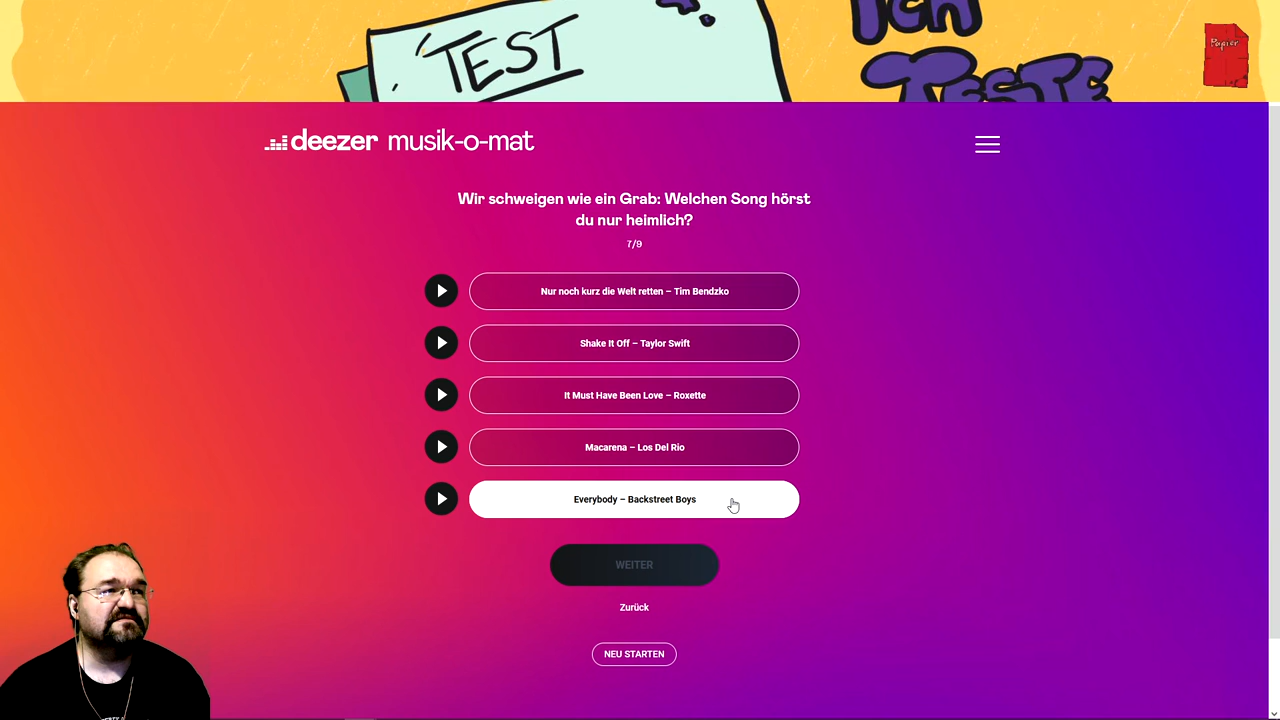 TEST
ICH
TESTE
Papier
deezer musik-o-mat
Wir schweigen wie ein Grab: Welchen Song hörst
du nur heimlich?
7/9
Nur noch kurz die Welt retten – Tim Bendzko
Shake It Off – Taylor Swift
It Must Have Been Love – Roxette
Macarena – Los Del Rio
Everybody – Backstreet Boys
WEITER
Zurück
NEU STARTEN